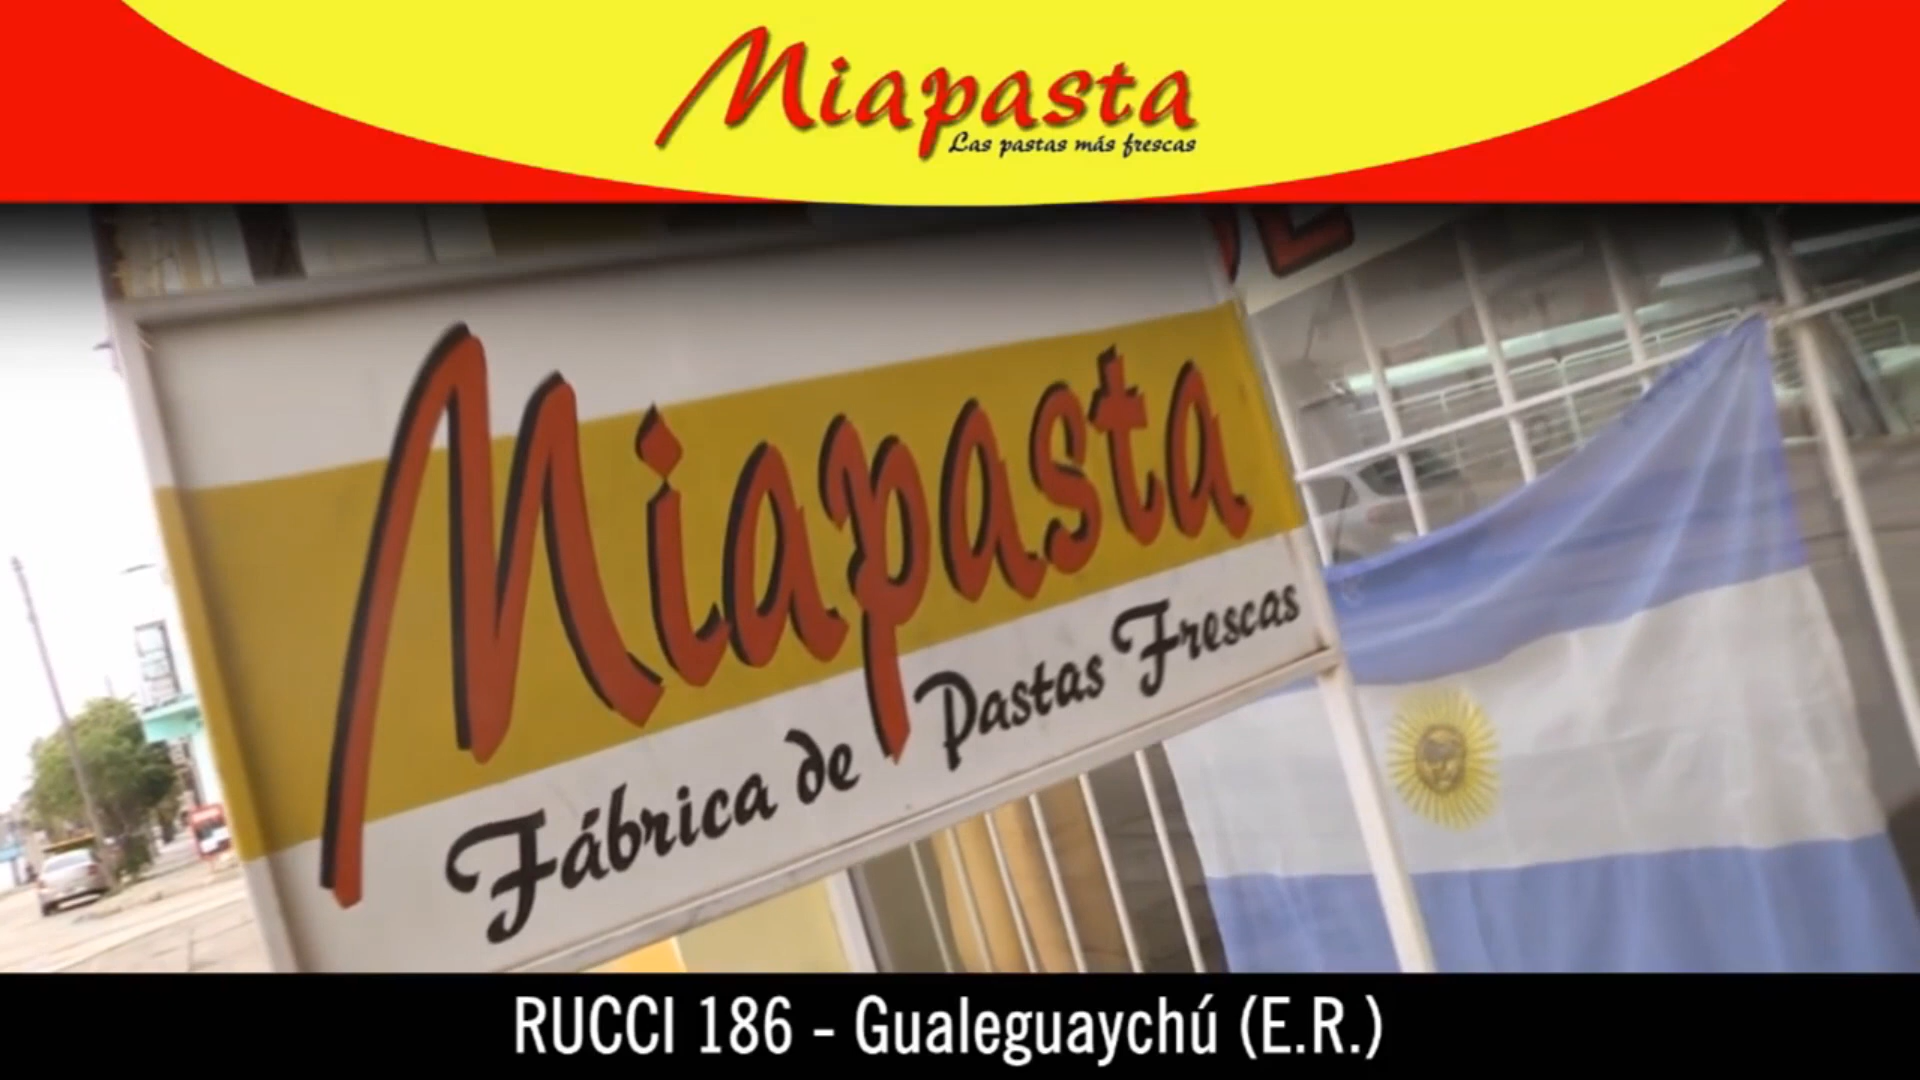 Miapasta
Las pastas más frescas
Miapasta
Fábrica de Pastas Frescas
RUCCI 186 - Gualeguaychú (E.R.)